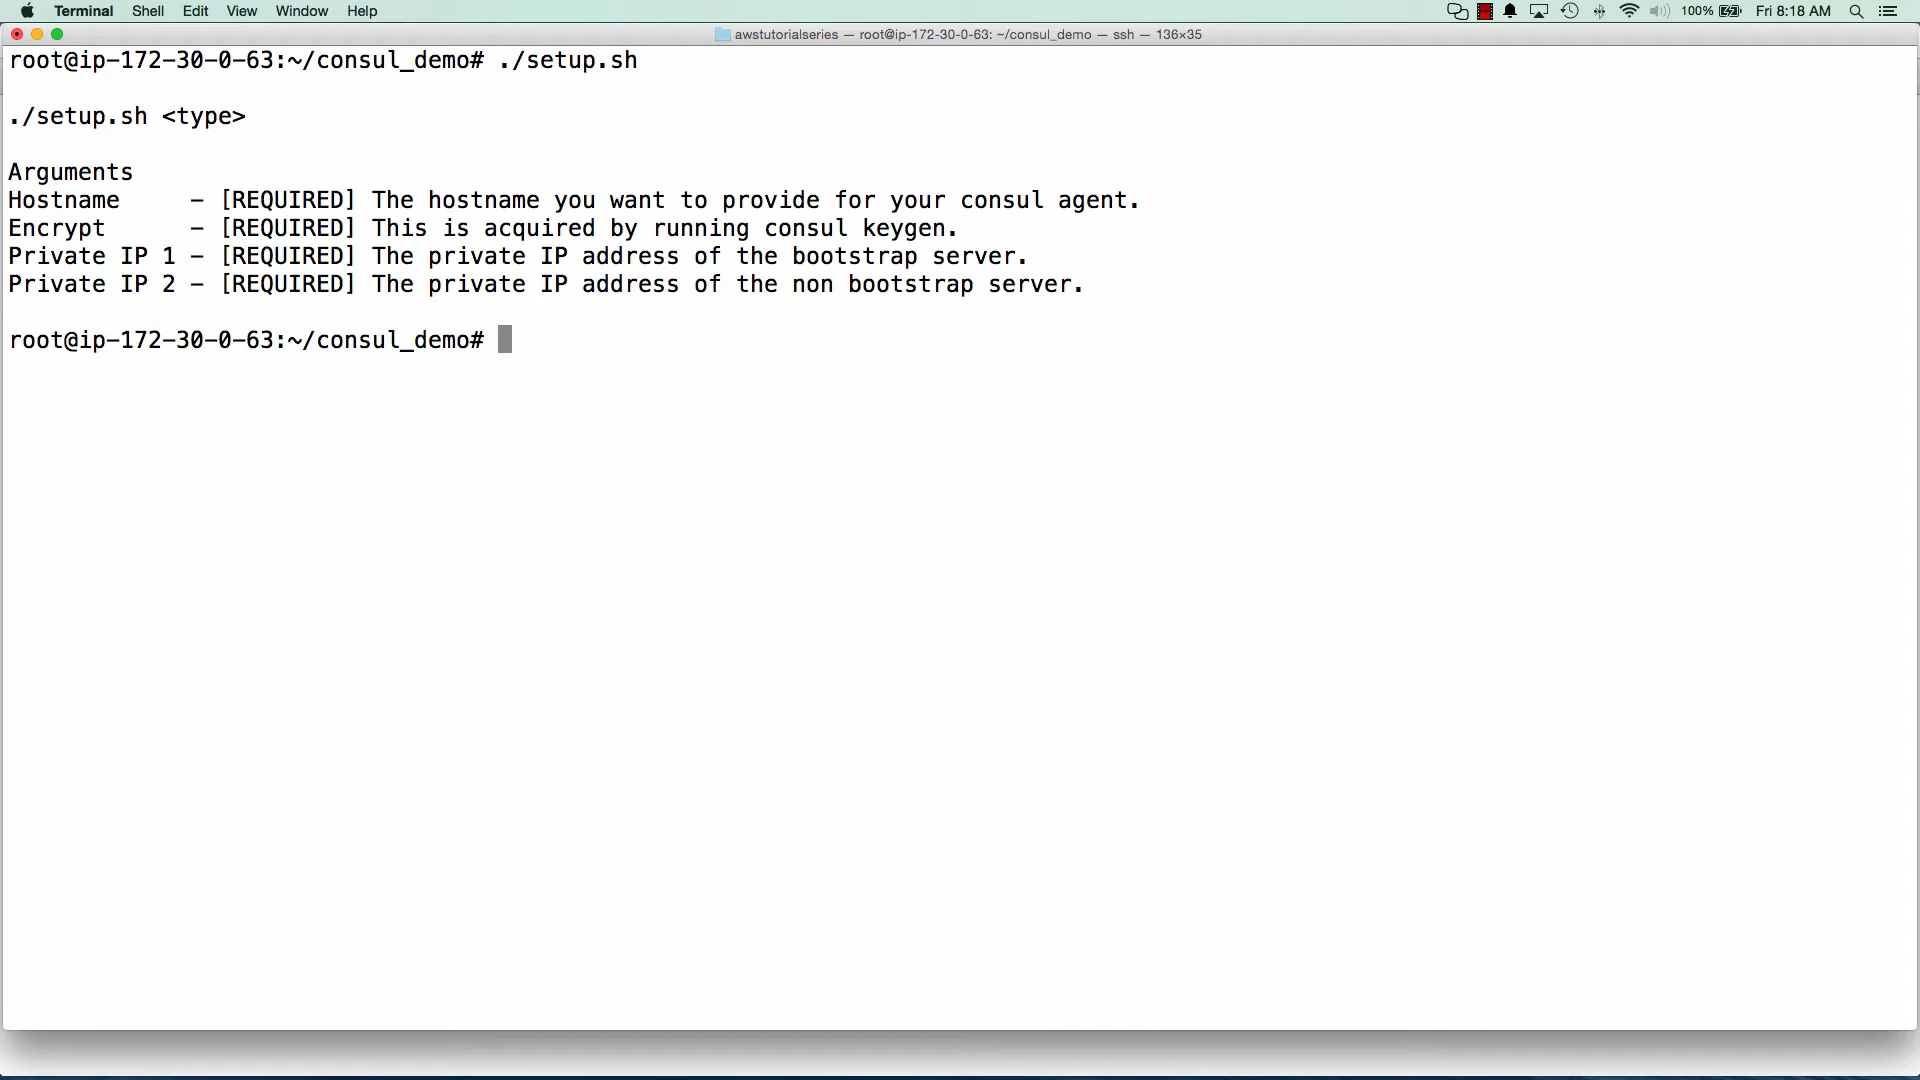 Terminal Shell Edit View Window Help 100% Fri 8:18 AM
awstutorialseries — root@ip-172-30-0-63: ~/consul_demo — ssh — 136×35
root@ip-172-30-0-63:~/consul_demo# ./setup.sh
./setup.sh <type>
Arguments
Hostname     - [REQUIRED] The hostname you want to provide for your consul agent.
Encrypt      - [REQUIRED] This is acquired by running consul keygen.
Private IP 1 - [REQUIRED] The private IP address of the bootstrap server.
Private IP 2 - [REQUIRED] The private IP address of the non bootstrap server.
root@ip-172-30-0-63:~/consul_demo#